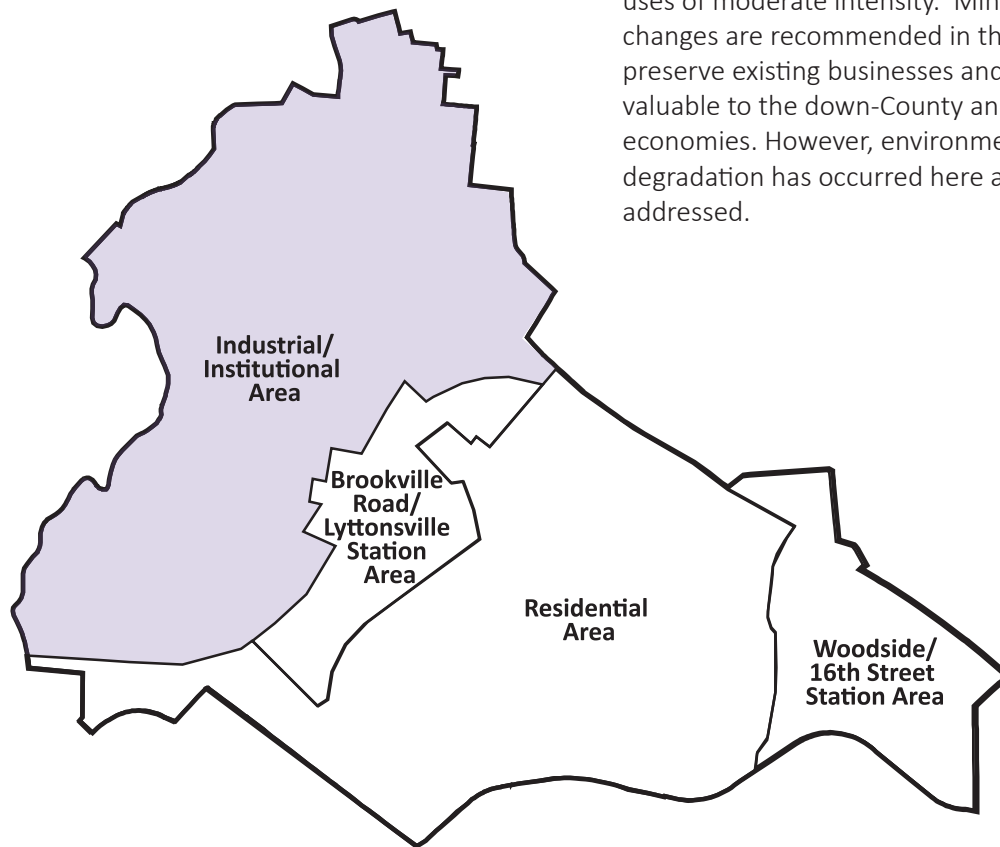 uses of moderate intensity. Min
changes are recommended in th
preserve existing businesses and
valuable to the down-County an
economies. However, environme
degradation has occurred here a
addressed.
Industrial/
Institutional
Area
Brookville
Road/
Lyttonsville
Station
Area
Residential
Area
Woodside/
16th Street
Station Area